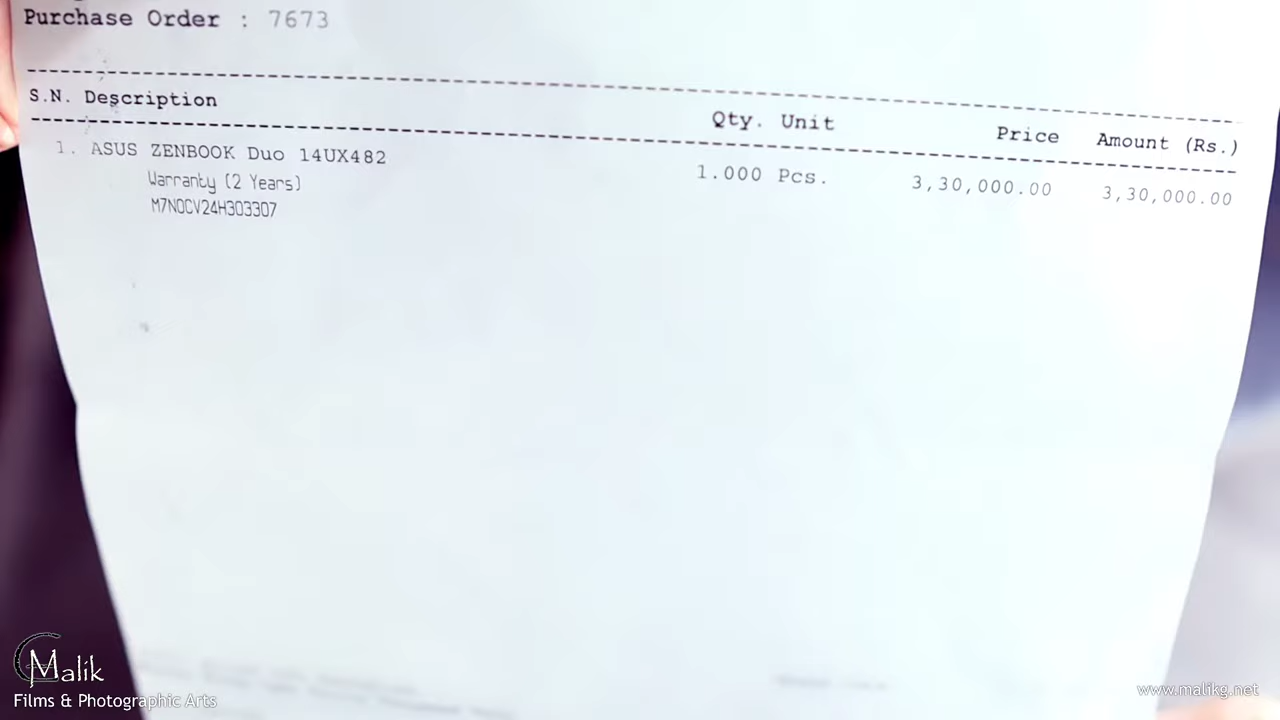 Purchase Order : 7673
S.N. Description Qty. Unit Price Amount (Rs.)
1. ASUS ZENBOOK Duo 14UX482 1.000 Pcs. 3,30,000.00 3,30,000.00
Warranty (2 Years)
M7N0CV24H303307
Malik
Films & Photographic Arts
www.malikg.net